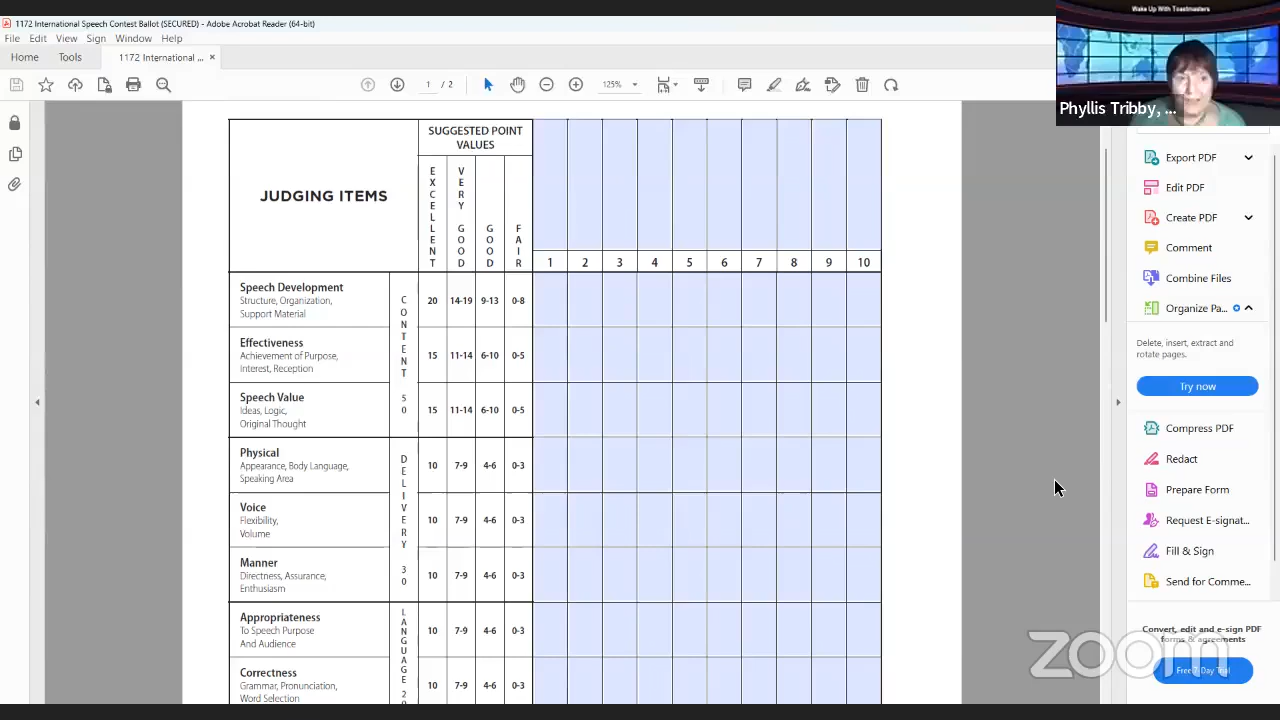 1172 International Speech Contest Ballot (SECURED) - Adobe Acrobat Reader (64-bit)
Wake Up With Toastmasters
File Edit View Sign Window Help
Home Tools 1172 International ... ×
125%
Phyllis Tribby, ...
JUDGING ITEMS
SUGGESTED POINT
VALUES
EXCELLENT
VERY GOOD
GOOD
FAIR
1 2 3 4 5 6 7 8 9 10
CONTENT 50
Speech Development
Structure, Organization,
Support Material
20 14-19 9-13 0-8
Effectiveness
Achievement of Purpose,
Interest, Reception
15 11-14 6-10 0-5
Speech Value
Ideas, Logic,
Original Thought
15 11-14 6-10 0-5
DELIVERY 30
Physical
Appearance, Body Language,
Speaking Area
10 7-9 4-6 0-3
Voice
Flexibility,
Volume
10 7-9 4-6 0-3
Manner
Directness, Assurance,
Enthusiasm
10 7-9 4-6 0-3
LANGUAGE
Appropriateness
To Speech Purpose
And Audience
10 7-9 4-6 0-3
Correctness
Grammar, Pronunciation,
Word Selection
10 7-9 4-6 0-3
Export PDF
Edit PDF
Create PDF
Comment
Combine Files
Organize Pa...
Delete, insert, extract and
rotate pages.
Try now
Compress PDF
Redact
Prepare Form
Request E-signat...
Fill & Sign
Send for Comme...
Convert, edit and e-sign PDF
forms & agreements
Free 7-Day Trial
zoom